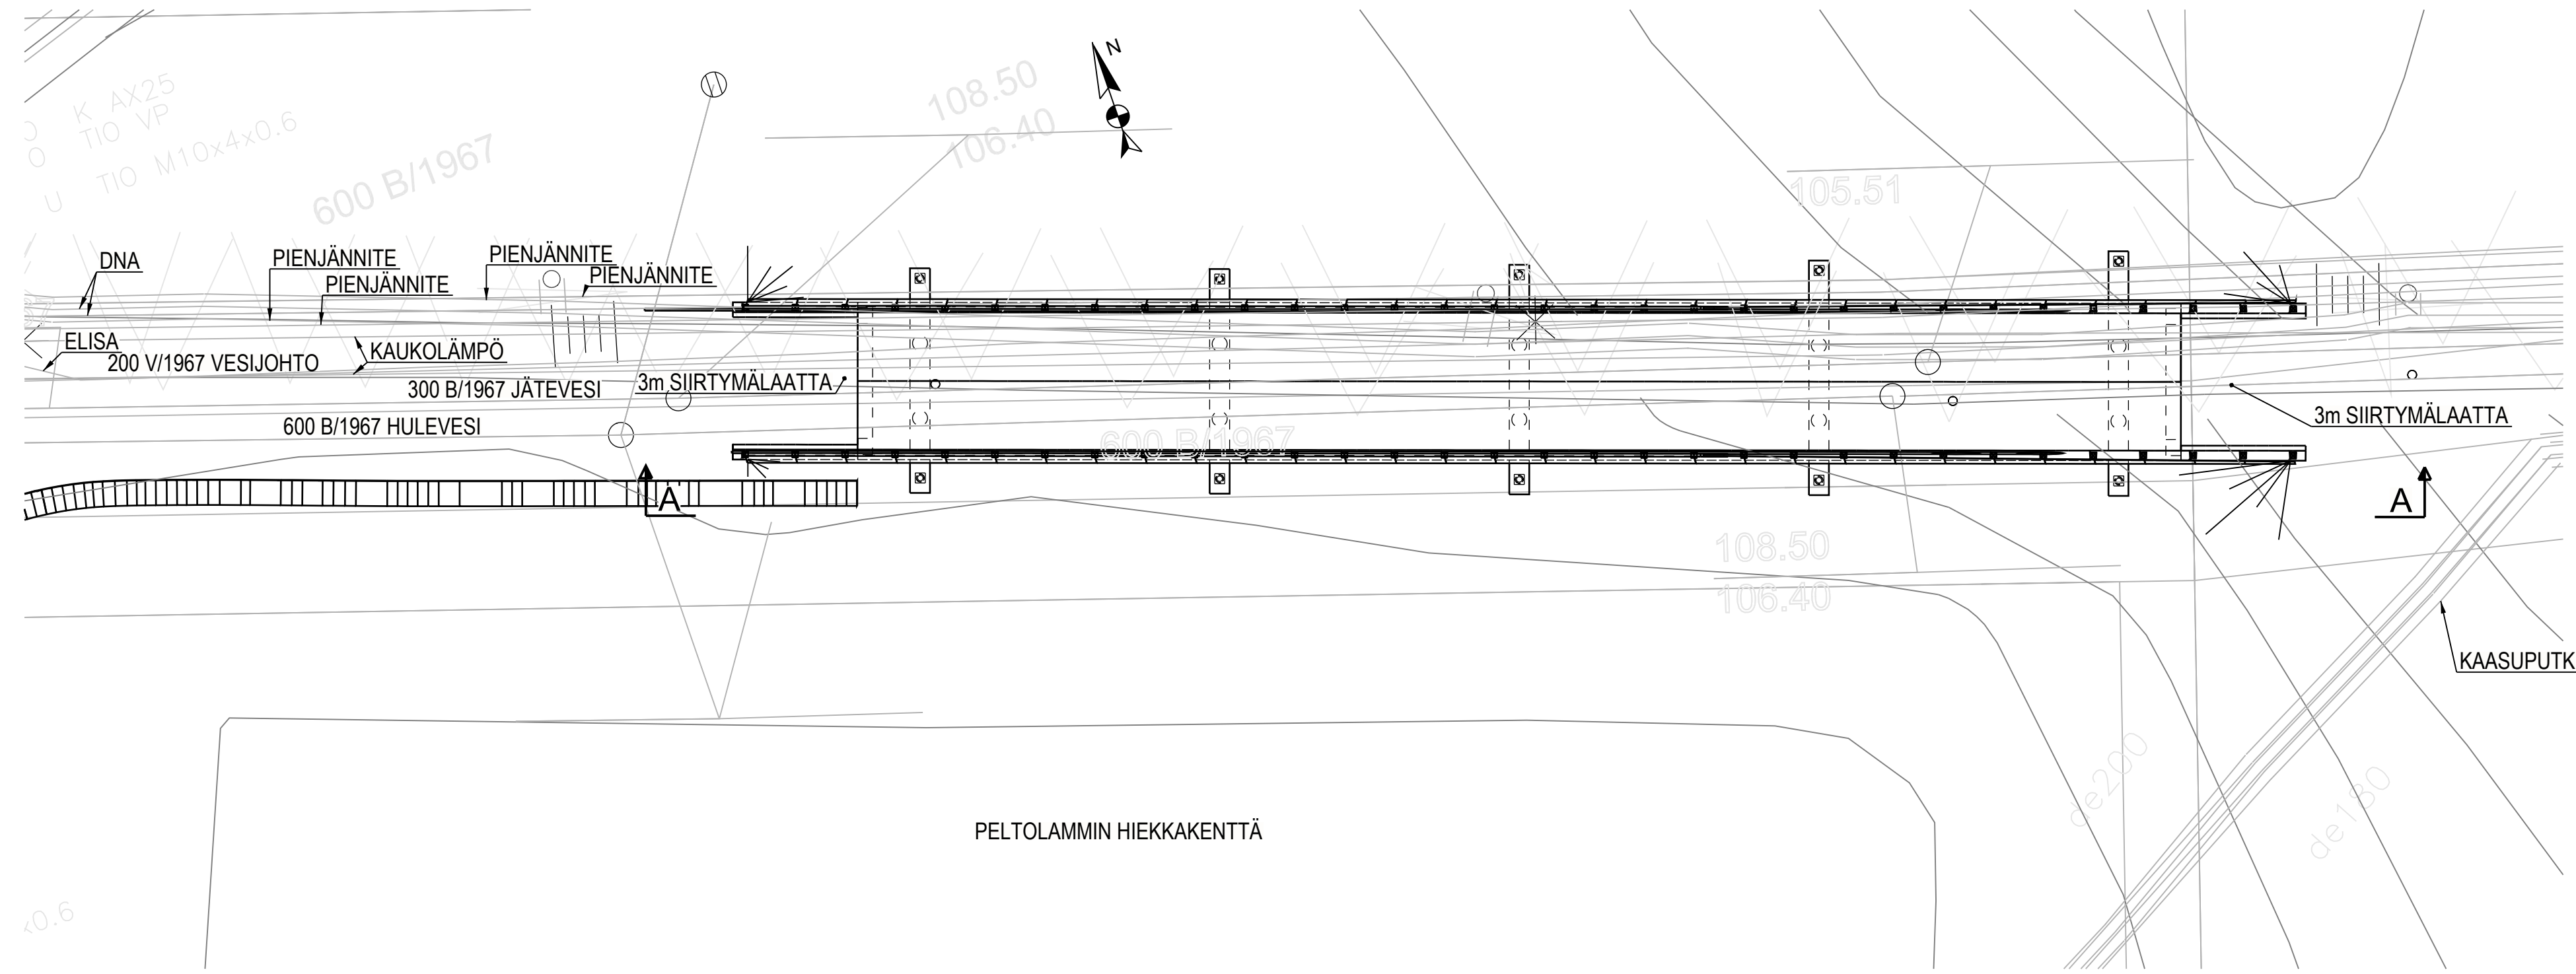 N
K AX25
TIO VP
O
U TIO M10x4x0.6
600 B/1967
108.50
106.40
105.51
DNA
PIENJÄNNITE
PIENJÄNNITE
PIENJÄNNITE
PIENJÄNNITE
ELISA
200 V/1967 VESIJOHTO
KAUKOLÄMPÖ
300 B/1967 JÄTEVESI
3m SIIRTYMÄLAATTA
3m SIIRTYMÄLAATTA
600 B/1967 HULEVESI
600 B/1967
A
A
108.50
106.40
KAASUPUTK
de200
de180
PELTOLAMMIN HIEKKAKENTTÄ
x0.6